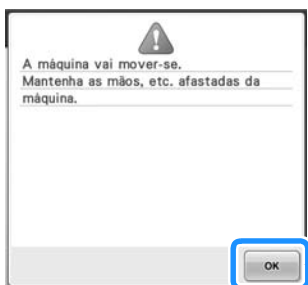 A máquina vai mover-se.
Mantenha as mãos, etc. afastadas da
máquina.
OK